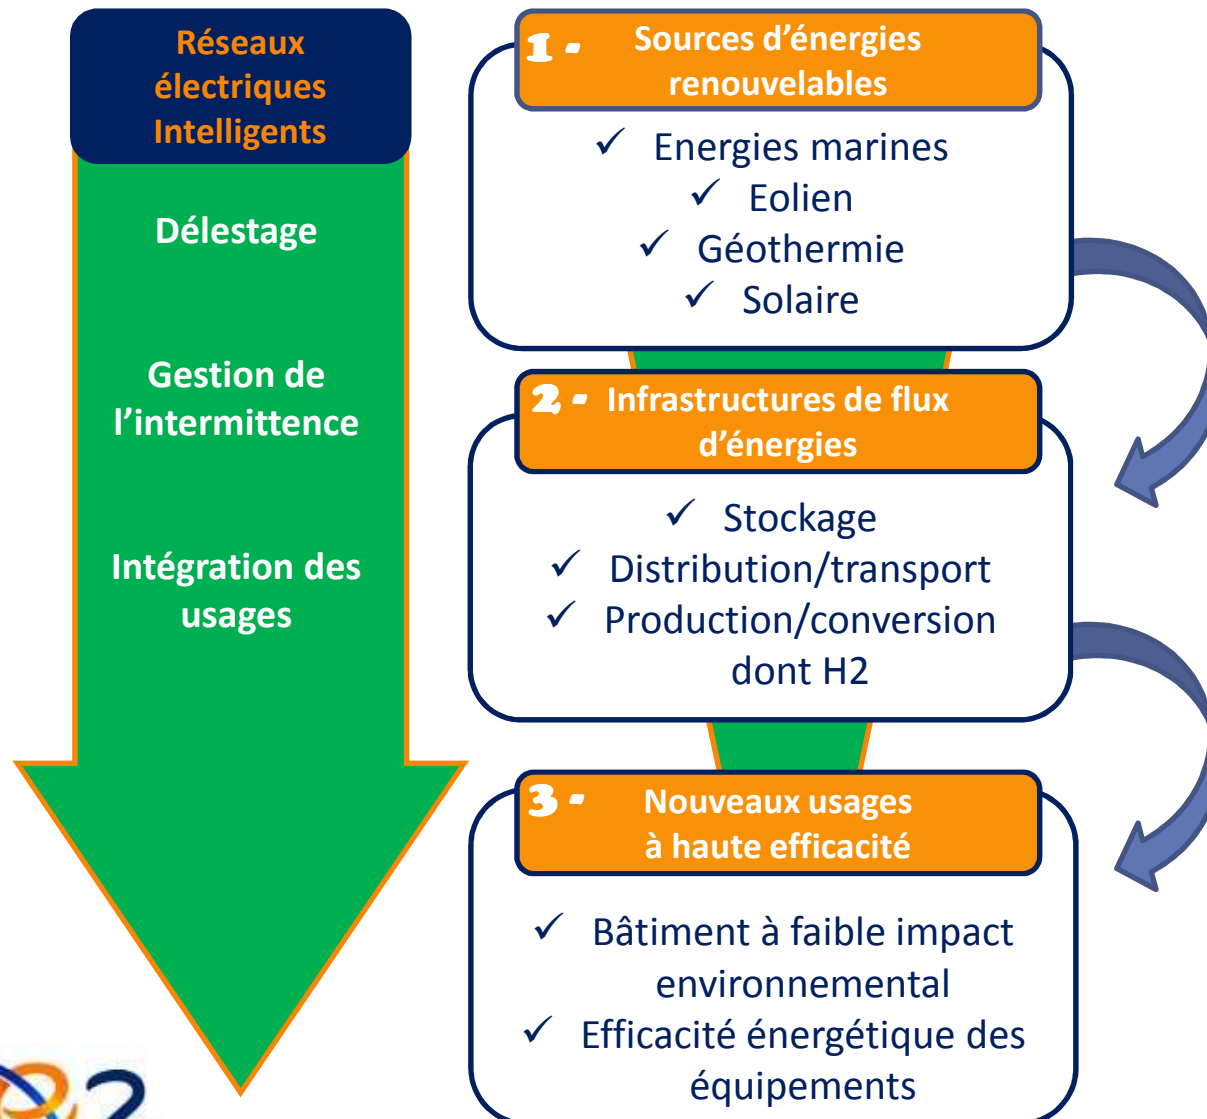 Réseaux
électriques
Intelligents
Délestage
Gestion de
l’intermittence
Intégration des
usages
1 - Sources d’énergies
renouvelables
✓ Energies marines
✓ Eolien
✓ Géothermie
✓ Solaire
2 - Infrastructures de flux
d’énergies
✓ Stockage
✓ Distribution/transport
✓ Production/conversion
dont H2
3 - Nouveaux usages
à haute efficacité
✓ Bâtiment à faible impact
environnemental
✓ Efficacité énergétique des
équipements